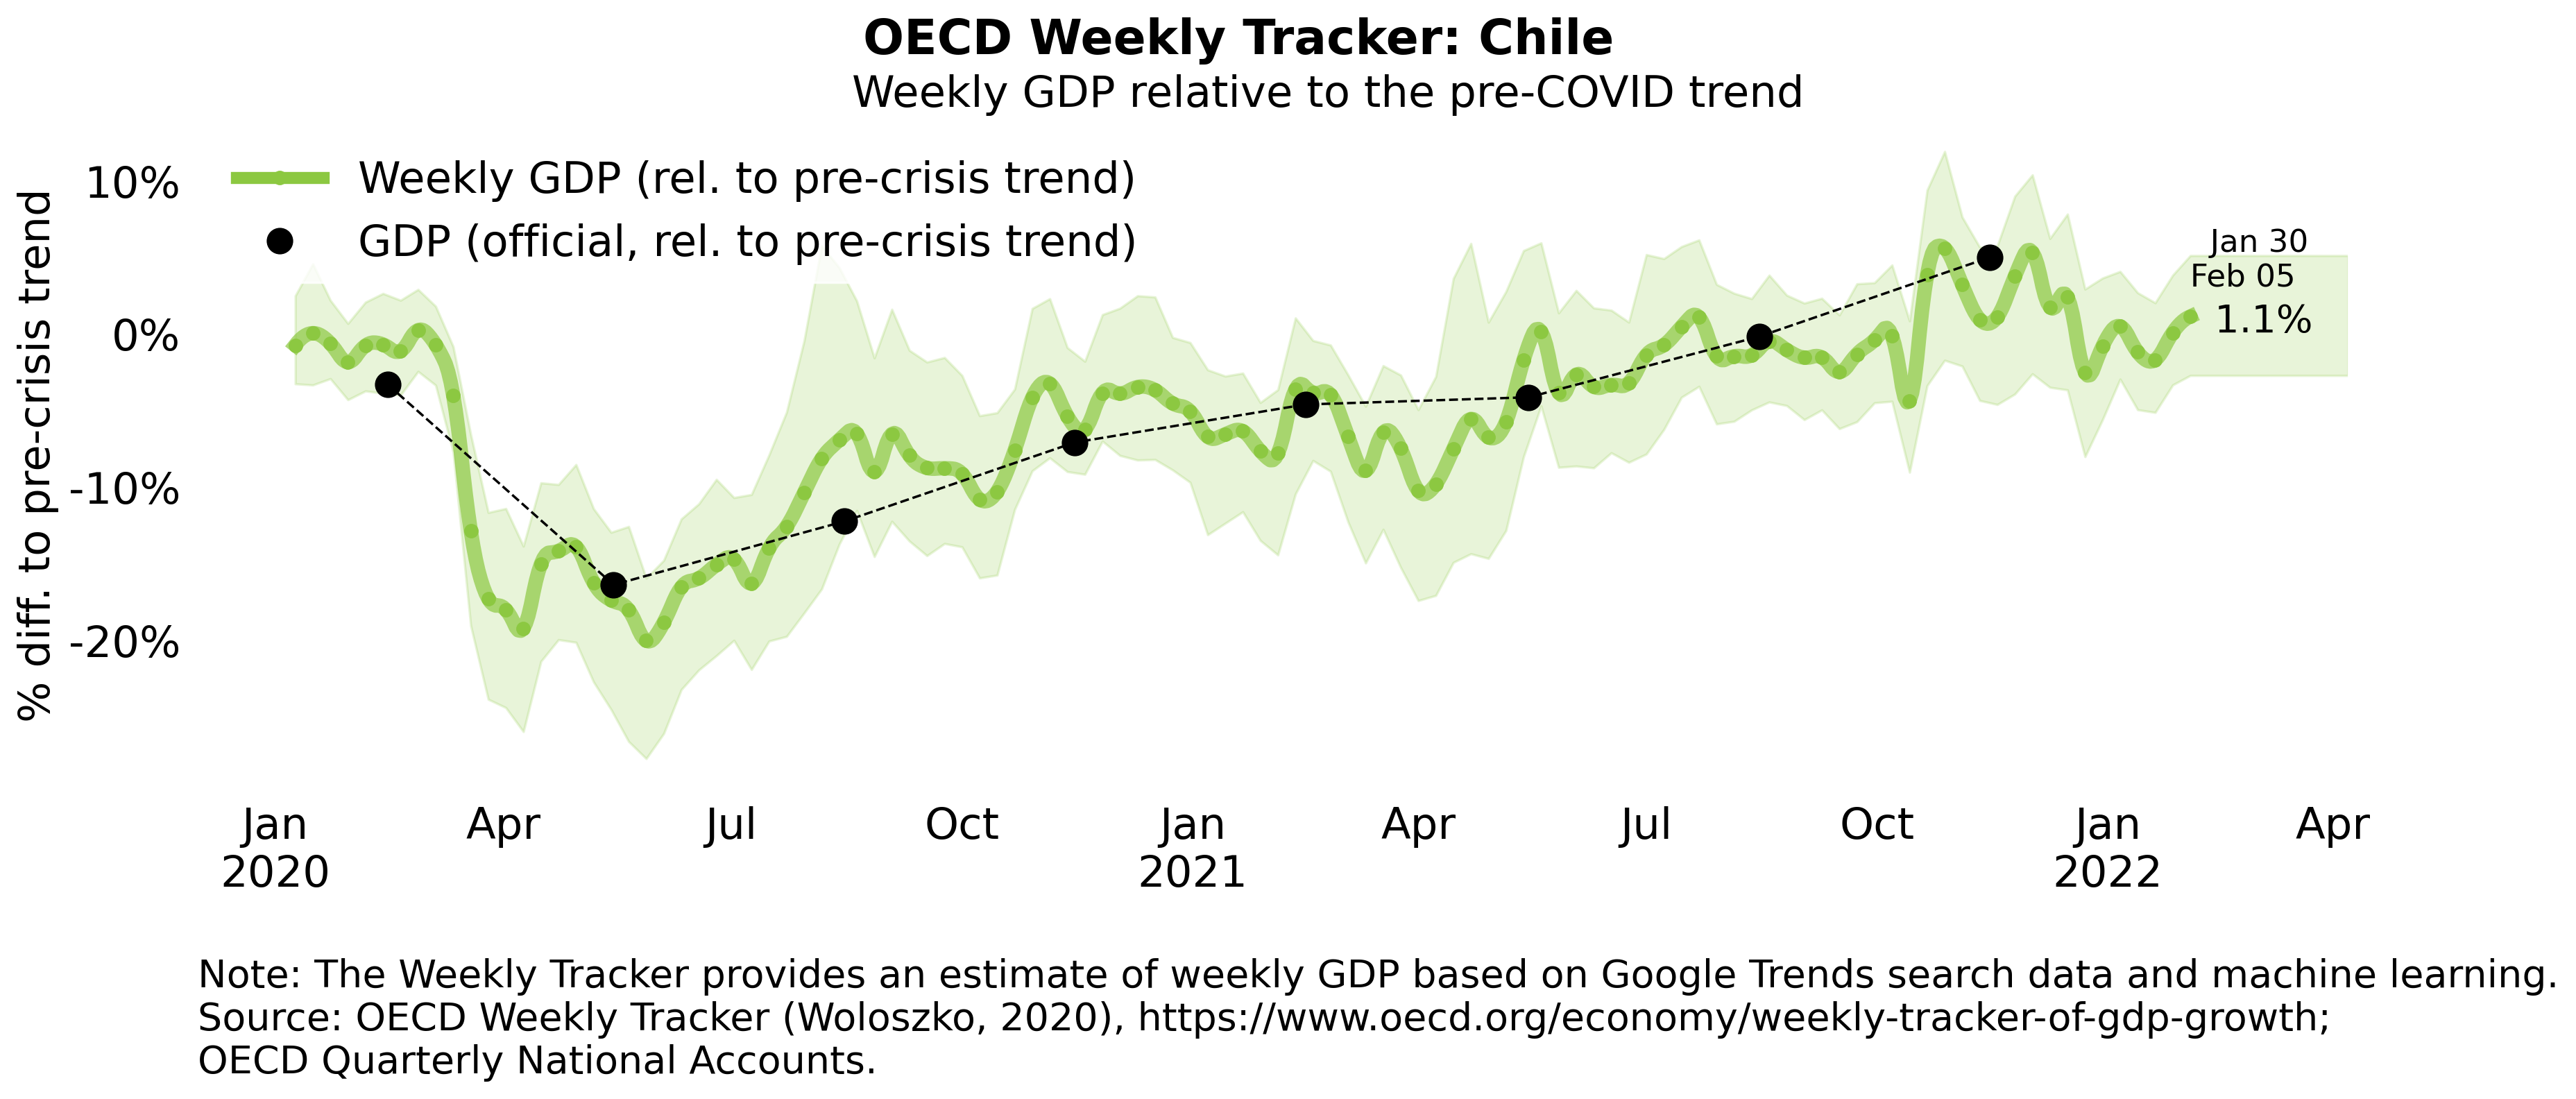 OECD Weekly Tracker: Chile
Weekly GDP relative to the pre-COVID trend
% diff. to pre-crisis trend
10%
0%
-10%
-20%
Weekly GDP (rel. to pre-crisis trend)
GDP (official, rel. to pre-crisis trend)
Jan 30
Feb 05
1.1%
Jan Apr Jul Oct Jan Apr Jul Oct Jan Apr
2020 2021 2022
Note: The Weekly Tracker provides an estimate of weekly GDP based on Google Trends search data and machine learning.
Source: OECD Weekly Tracker (Woloszko, 2020), https://www.oecd.org/economy/weekly-tracker-of-gdp-growth;
OECD Quarterly National Accounts.